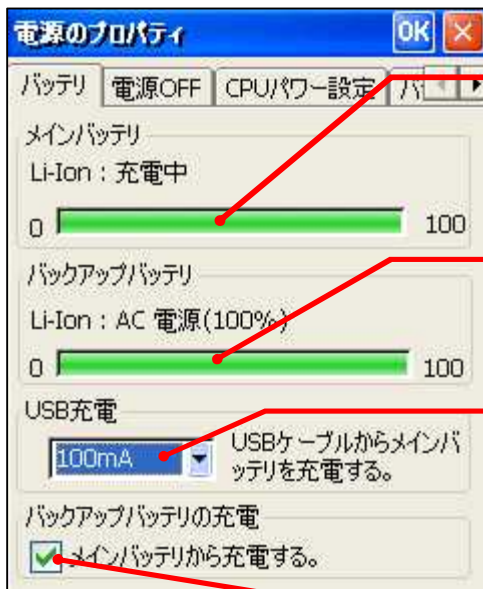 電源のプロパティ OK
バッテリ 電源OFF CPUパワー設定
メインバッテリ
Li-Ion : 充電中
0 100
バックアップバッテリ
Li-Ion : AC 電源(100%)
0 100
USB充電
100mA
USBケーブルからメインバ
ッテリを充電する。
バックアップバッテリの充電
メインバッテリから充電する。